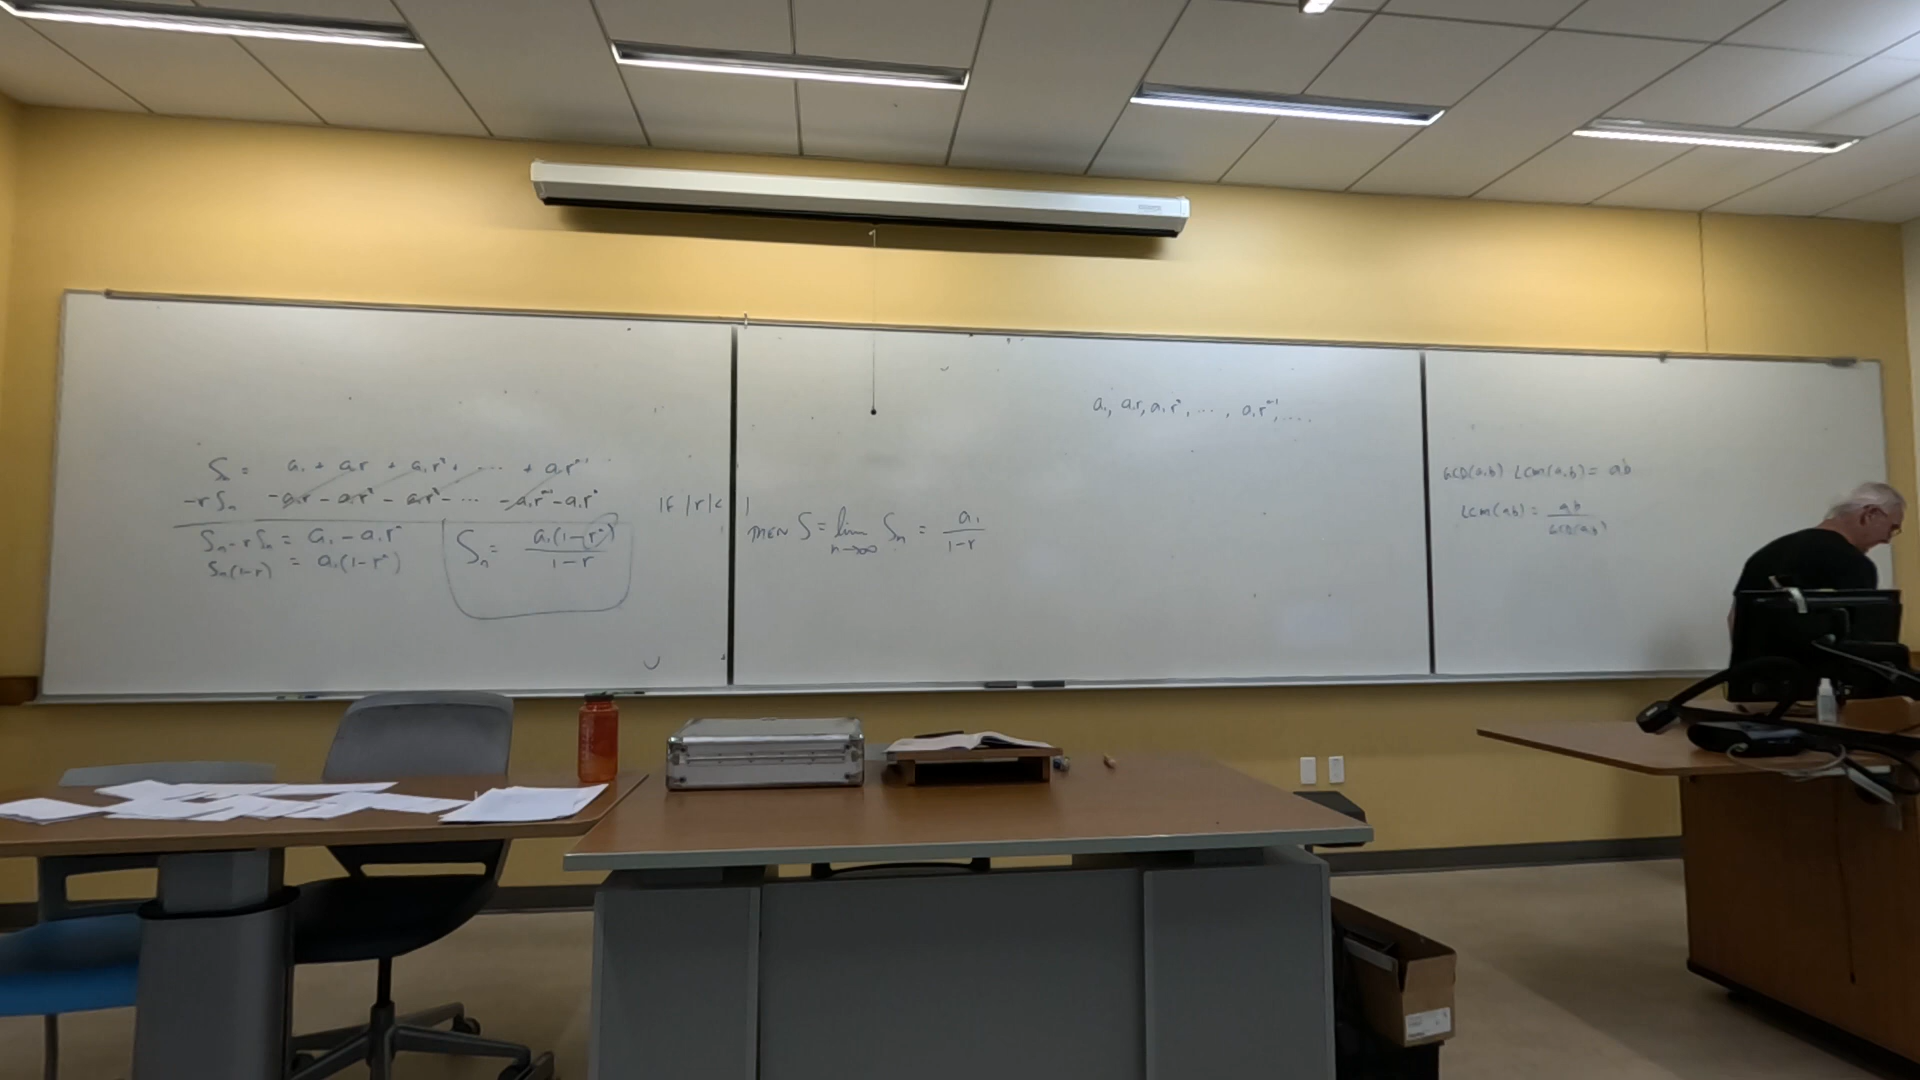 Sₙ = a₁ + a₁r + a₁r² + ... + a₁rⁿ⁻¹
-rSₙ -a₁r - a₁r² - a₁r³ - ... - a₁rⁿ⁻¹ - a₁rⁿ
Sₙ - rSₙ = a₁ - a₁rⁿ
Sₙ(1-r) = a₁(1-rⁿ)
Sₙ = a₁(1-rⁿ) / 1-r
IF |r| < 1
THEN S = lim n→∞ Sₙ = a₁ / 1-r
a₁, a₁r, a₁r², ..., a₁rⁿ⁻¹, ....
GCD(a,b) LCM(a,b) = ab
LCM(a,b) = ab / GCD(a,b)